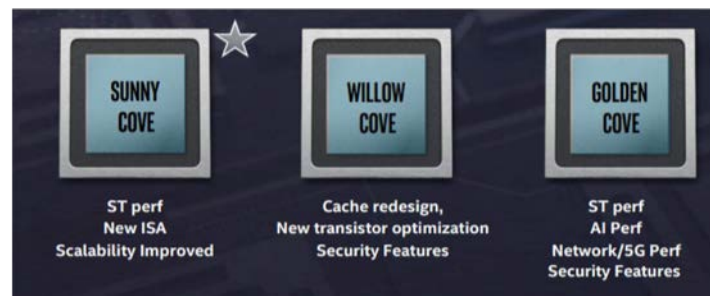 SUNNY
COVE
WILLOW
COVE
GOLDEN
COVE
ST perf
New ISA
Scalability Improved
Cache redesign,
New transistor optimization
Security Features
ST perf
AI Perf
Network/5G Perf
Security Features